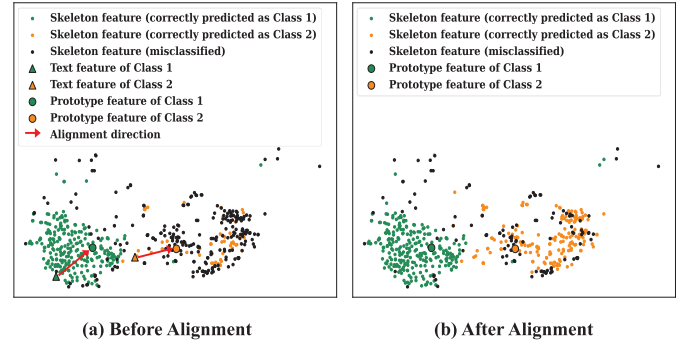 Skeleton feature (correctly predicted as Class 1)
Skeleton feature (correctly predicted as Class 2)
Skeleton feature (misclassified)
Text feature of Class 1
Text feature of Class 2
Prototype feature of Class 1
Prototype feature of Class 2
Alignment direction
(a) Before Alignment
Skeleton feature (correctly predicted as Class 1)
Skeleton feature (correctly predicted as Class 2)
Skeleton feature (misclassified)
Prototype feature of Class 1
Prototype feature of Class 2
(b) After Alignment